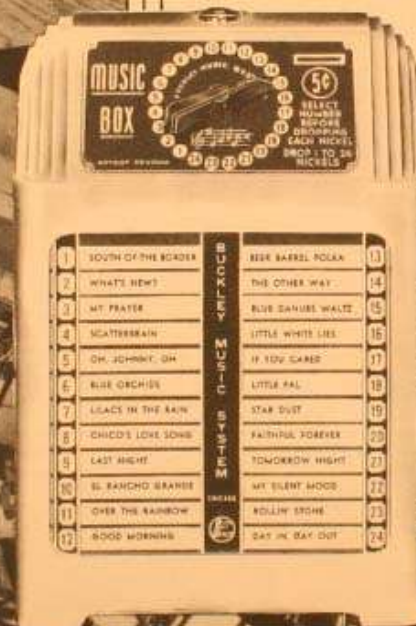 MUSIC
BOX
5¢
SELECT
NUMBER
BEFORE
DROPPING
EACH NICKEL
DROP 1 TO 24
NICKELS
BUCKLEY MUSIC SYSTEM
CHICAGO
1 SOUTH OF THE BORDER
2 WHAT'S NEW?
3 MY PRAYER
4 SCATTERBRAIN
5 OH, JOHNNY, OH
6 BLUE ORCHIDS
7 LILACS IN THE RAIN
8 CHICO'S LOVE SONG
9 LAST NIGHT
10 EL RANCHO GRANDE
11 OVER THE RAINBOW
12 GOOD MORNING
BEER BARREL POLKA 13
THE OTHER WAY 14
BLUE DANUBE WALTZ 15
LITTLE WHITE LIES 16
IF YOU CARED 17
LITTLE PAL 18
STAR DUST 19
FAITHFUL FOREVER 20
TOMORROW NIGHT 21
MY SILENT MOOD 22
ROLLIN' STONE 23
DAY IN DAY OUT 24